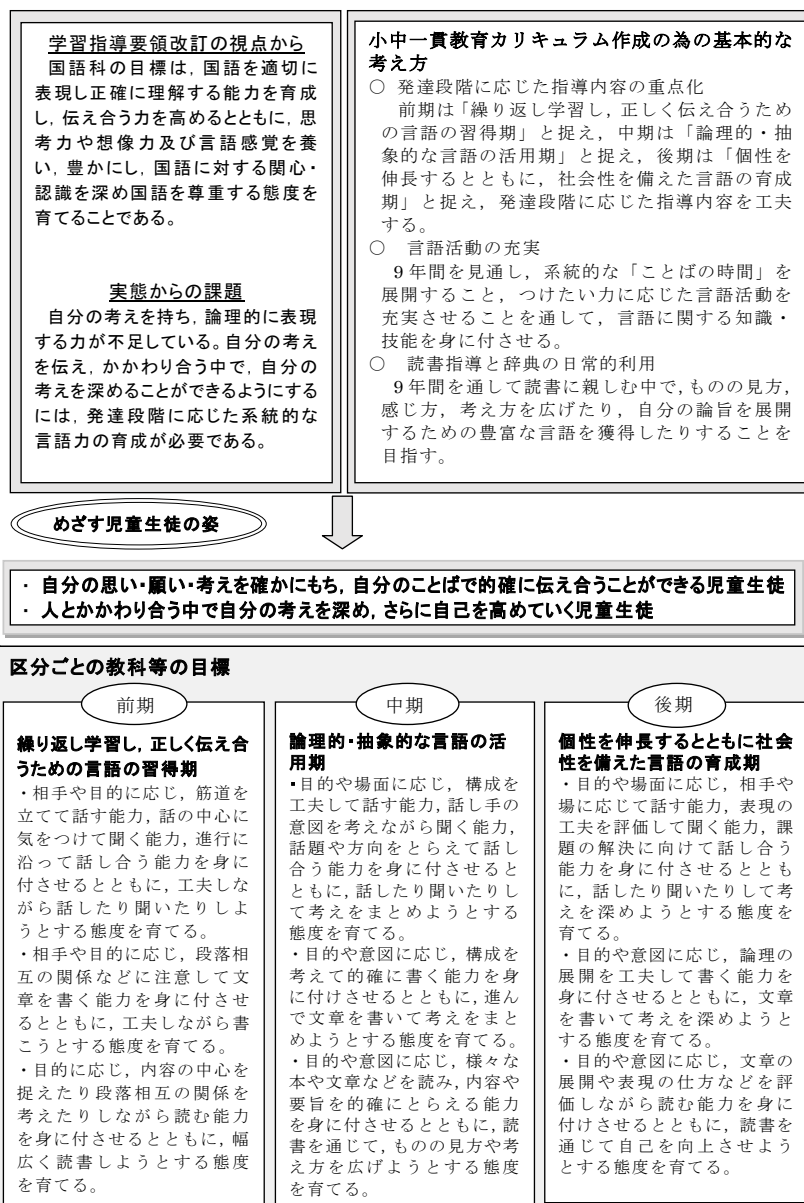 学習指導要領改訂の視点から
国語科の目標は，国語を適切に
表現し正確に理解する能力を育成
し，伝え合う力を高めるとともに，思
考力や想像力及び言語感覚を養
い，豊かにし，国語に対する関心・
認識を深め国語を尊重する態度を
育てることである。
実態からの課題
自分の考えを持ち，論理的に表現
する力が不足している。自分の考え
を伝え，かかわり合う中で，自分の
考えを深めることができるようにする
には，発達段階に応じた系統的な
言語力の育成が必要である。
小中一貫教育カリキュラム作成の為の基本的な
考え方
○ 発達段階に応じた指導内容の重点化
前期は「繰り返し学習し，正しく伝え合うため
の言語の習得期」と捉え，中期は「論理的・抽
象的な言語の活用期」と捉え，後期は「個性を
伸長するとともに，社会性を備えた言語の育成
期」と捉え，発達段階に応じた指導内容を工夫
する。
○ 言語活動の充実
9年間を見通し，系統的な「ことばの時間」を
展開すること，つけたい力に応じた言語活動を
充実させることを通して，言語に関する知識・
技能を身に付させる。
○ 読書指導と辞典の日常的利用
9年間を通して読書に親しむ中で，ものの見方，
感じ方，考え方を広げたり，自分の論旨を展開
するための豊富な言語を獲得したりすることを
目指す。
めざす児童生徒の姿
・ 自分の思い・願い・考えを確かにもち，自分のことばで的確に伝え合うことができる児童生徒
・ 人とかかわり合う中で自分の考えを深め，さらに自己を高めていく児童生徒
区分ごとの教科等の目標
前期
繰り返し学習し，正しく伝え合
うための言語の習得期
・相手や目的に応じ，筋道を
立てて話す能力，話の中心に
気をつけて聞く能力，進行に
沿って話し合う能力を身に
付させるとともに，工夫しな
がら話したり聞いたりしよ
うとする態度を育てる。
・相手や目的に応じ，段落相
互の関係などに注意して文
章を書く能力を身に付させ
るとともに，工夫しながら書
こうとする態度を育てる。
・目的に応じ，内容の中心を
捉えたり段落相互の関係を
考えたりしながら読む能力
を身に付させるとともに，幅
広く読書しようとする態度
を育てる。
中期
論理的・抽象的な言語の活
用期
・目的や場面に応じ，構成を
工夫して話す能力，話し手の
意図を考えながら聞く能力，
話題や方向をとらえて話し
合う能力を身に付させると
ともに，話したり聞いたりし
て考えをまとめようとする
態度を育てる。
・目的や意図に応じ，構成を
考えて的確に書く能力を身
に付けさせるとともに，進ん
で文章を書いて考えをまと
めようとする態度を育てる。
・目的や意図に応じ，様々な
本や文章などを読み，内容や
要旨を的確にとらえる能力
を身に付させるとともに，読
書を通じて，ものの見方や考
え方を広げようとする態度
を育てる。
後期
個性を伸長するとともに社会
性を備えた言語の育成期
・目的や場面に応じ，相手や
場に応じて話す能力，表現の
工夫を評価して聞く能力，課
題の解決に向けて話し合う
能力を身に付させるととも
に，話したり聞いたりして考
えを深めようとする態度を
育てる。
・目的や意図に応じ，論理の
展開を工夫して書く能力を
身に付させるとともに，文章
を書いて考えを深めようと
する態度を育てる。
・目的や意図に応じ，文章の
展開や表現の仕方などを評
価しながら読む能力を身に
付けさせるとともに，読書を
通じて自己を向上させよう
とする態度を育てる。